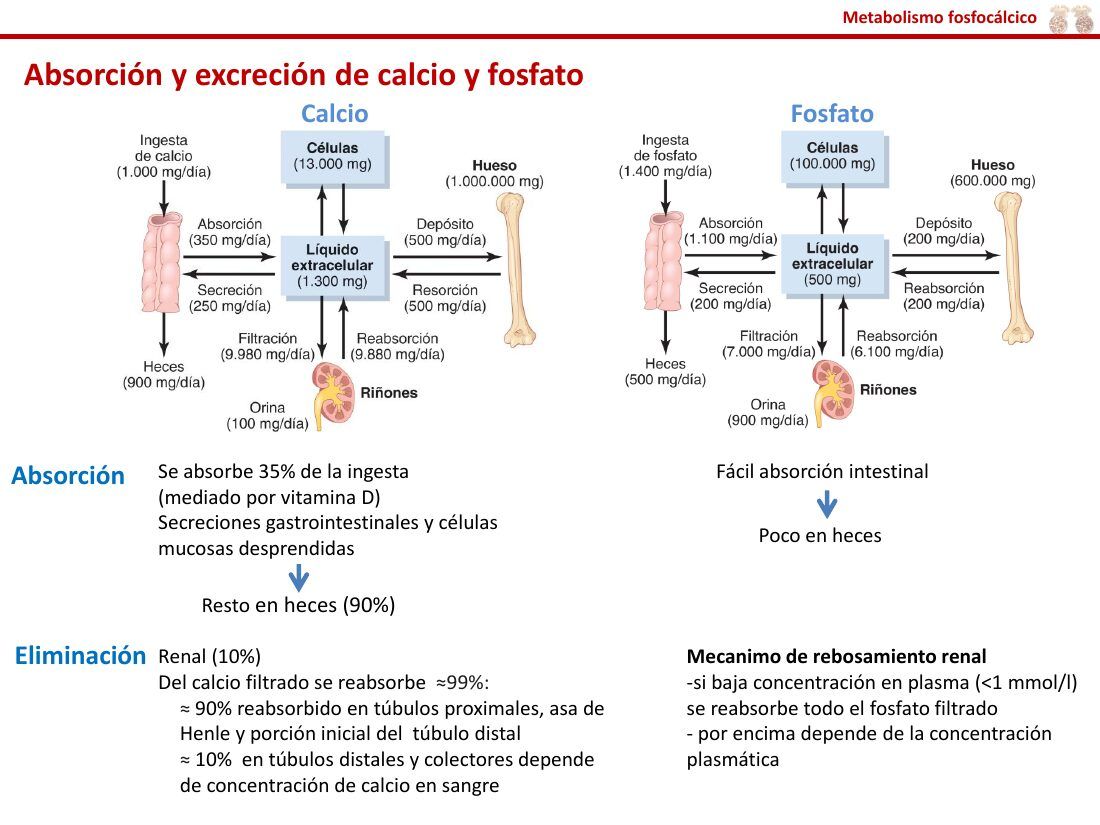 Metabolismo fosfocálcico
Absorción y excreción de calcio y fosfato
Calcio
Ingesta
de calcio
(1.000 mg/día)
Células
(13.000 mg)
Hueso
(1.000.000 mg)
Absorción
(350 mg/día)
Líquido
extracelular
(1.300 mg)
Depósito
(500 mg/día)
Secreción
(250 mg/día)
Resorción
(500 mg/día)
Filtración
(9.980 mg/día)
Reabsorción
(9.880 mg/día)
Heces
(900 mg/día)
Riñones
Orina
(100 mg/día)
Fosfato
Ingesta
de fosfato
(1.400 mg/día)
Células
(100.000 mg)
Hueso
(600.000 mg)
Absorción
(1.100 mg/día)
Líquido
extracelular
(500 mg)
Depósito
(200 mg/día)
Secreción
(200 mg/día)
Reabsorción
(200 mg/día)
Filtración
(7.000 mg/día)
Reabsorción
(6.100 mg/día)
Heces
(500 mg/día)
Riñones
Orina
(900 mg/día)
Absorción
Se absorbe 35% de la ingesta
(mediado por vitamina D)
Secreciones gastrointestinales y células
mucosas desprendidas
Resto en heces (90%)
Fácil absorción intestinal
Poco en heces
Eliminación
Renal (10%)
Del calcio filtrado se reabsorbe ≈99%:
≈ 90% reabsorbido en túbulos proximales, asa de
Henle y porción inicial del túbulo distal
≈ 10% en túbulos distales y colectores depende
de concentración de calcio en sangre
Mecanimo de rebosamiento renal
-si baja concentración en plasma (<1 mmol/l)
se reabsorbe todo el fosfato filtrado
- por encima depende de la concentración
plasmática